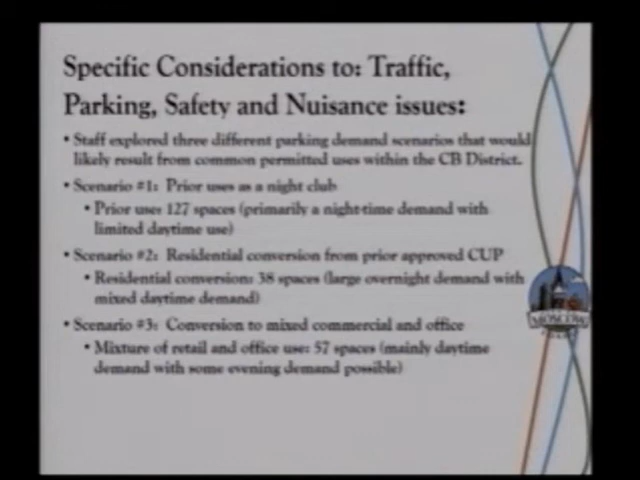 Specific Considerations to: Traffic,
Parking, Safety and Nuisance issues:
• Staff explored three different parking demand scenarios that would
likely result from common permitted uses within the CB District.
• Scenario #1: Prior uses as a night club
• Prior use: 127 spaces (primarily a night-time demand with
limited daytime use)
• Scenario #2: Residential conversion from prior approved CUP
• Residential conversion: 38 spaces (large overnight demand with
mixed daytime demand)
• Scenario #3: Conversion to mixed commercial and office
• Mixture of retail and office use: 57 spaces (mainly daytime
demand with some evening demand possible)
MOSCOW